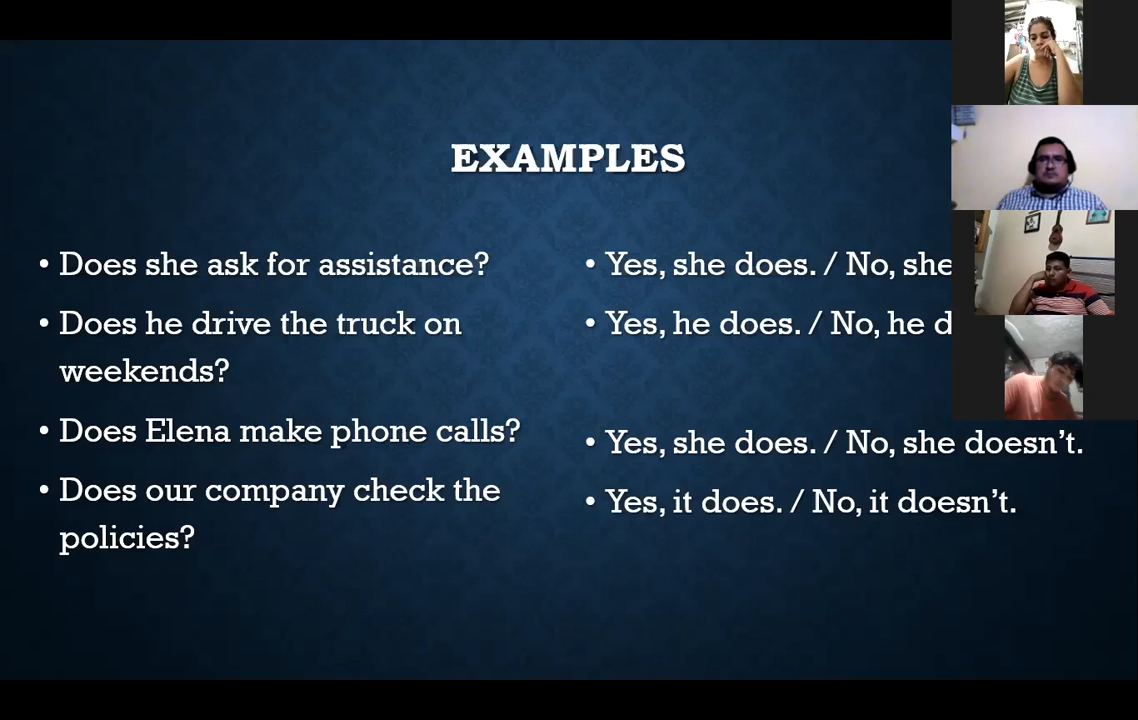 EXAMPLES
• Does she ask for assistance?
• Does he drive the truck on
weekends?
• Does Elena make phone calls?
• Does our company check the
policies?
• Yes, she does. / No, she
• Yes, he does. / No, he
• Yes, she does. / No, she doesn't.
• Yes, it does. / No, it doesn't.